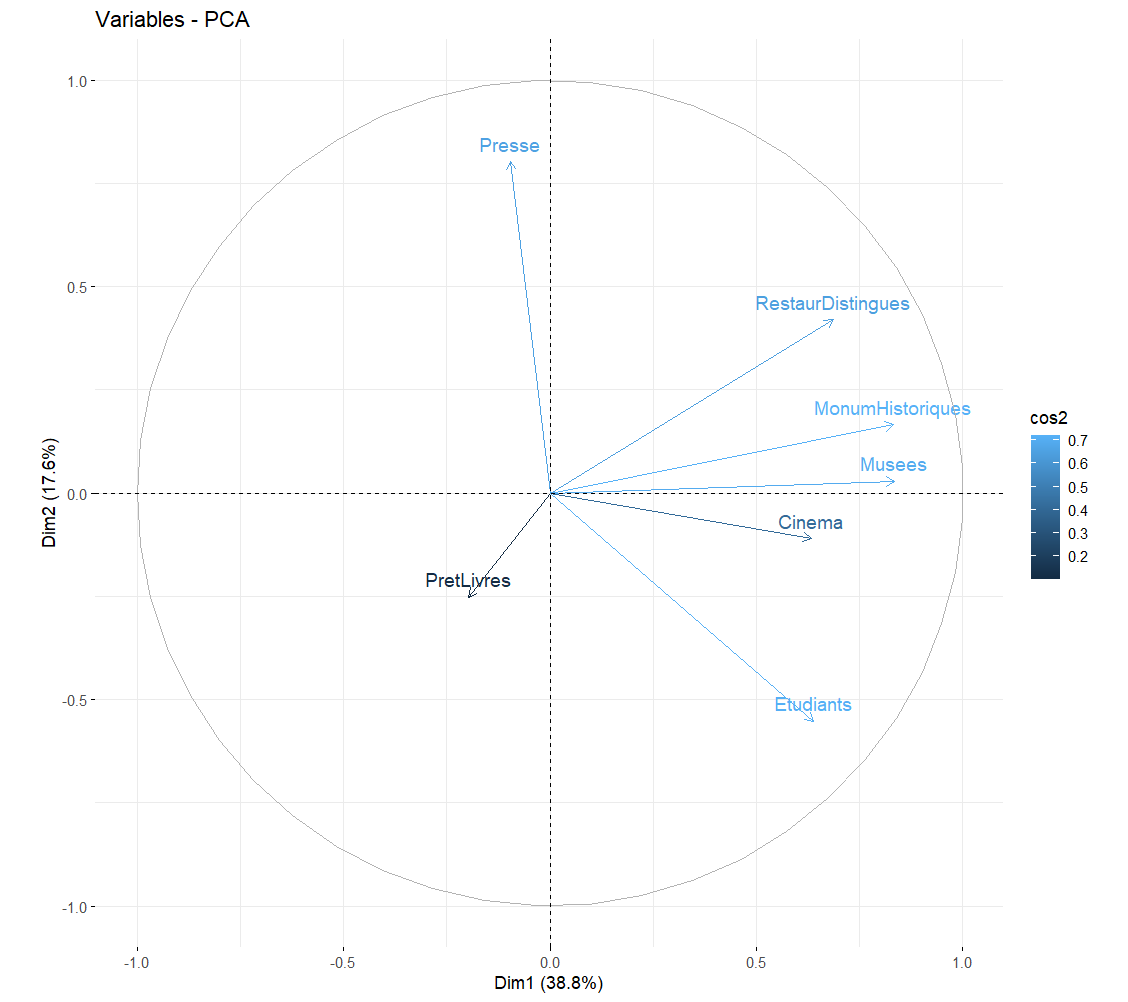 Variables - PCA
1.0
Presse
0.5
RestaurDistingues
MonumHistoriques
Musees
0.0
Cinema
PretLivres
-0.5
Etudiants
-1.0
-1.0
-0.5
0.0
0.5
1.0
Dim1 (38.8%)
Dim2 (17.6%)
cos2
0.7
0.6
0.5
0.4
0.3
0.2